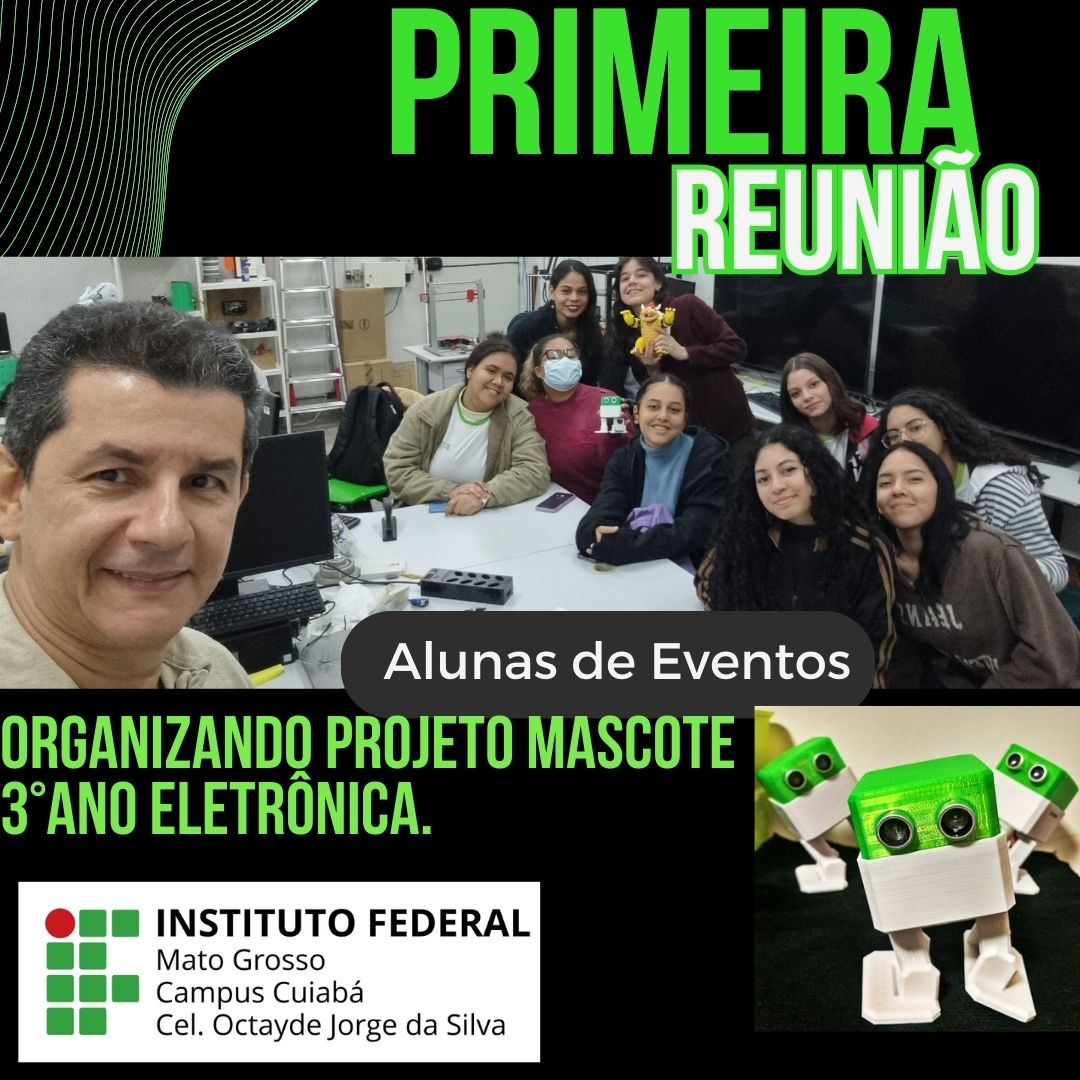 PRIMEIRA
REUNIÃO
Alunas de Eventos
ORGANIZANDO PROJETO MASCOTE
3°ANO ELETRÔNICA.
INSTITUTO FEDERAL
Mato Grosso
Campus Cuiabá
Cel. Octayde Jorge da Silva